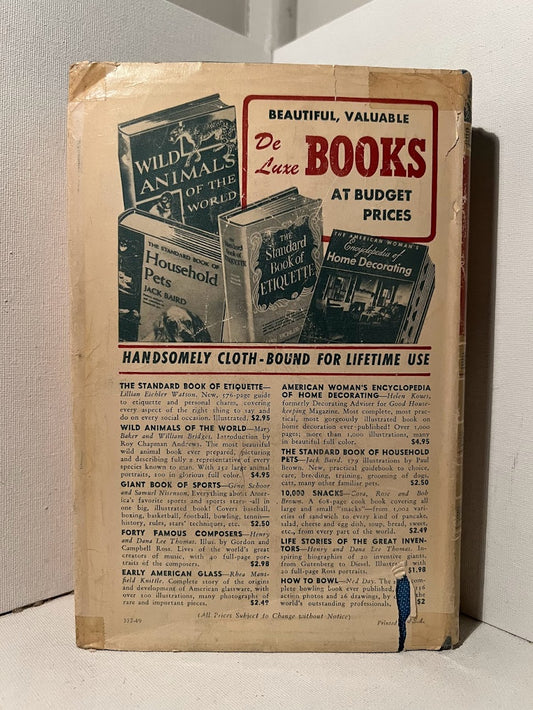 BEAUTIFUL, VALUABLE
De Luxe BOOKS
AT BUDGET
PRICES
WILD
ANIMALS
OF THE
WORLD
THE STANDARD BOOK OF
Household
Pets
JACK BAIRD
THE
Standard
Book of
ETIQUETTE
THE AMERICAN WOMAN'S
Encyclopedia of
Home Decorating
HANDSOMELY CLOTH-BOUND FOR LIFETIME USE
THE STANDARD BOOK OF ETIQUETTE—
Lillian Eichler Watson. New, 576-page
guide to etiquette and personal charm, covering
every aspect of the right thing to say and
do on every social occasion. Illustrated. $2.95
WILD ANIMALS OF THE WORLD—Mary
Baker and William Bridges. Introduction by
Roy Chapman Andrews. The most beautiful
wild animal book ever prepared, picturing
and describing fully a representative of every
species known to man. With 252 large animal
portraits, 200 in glorious full color. $4.95
GIANT BOOK OF SPORTS—Gene Schoor
and Samuel Nisenson. Everything about Amer-
ica's favorite sports and sports stars—all in
one big, illustrated book! Covers baseball,
boxing, basketball, football, bowling, tennis—
history, rules, stars' techniques, etc. $2.50
FORTY FAMOUS COMPOSERS—Henry
and Dana Lee Thomas. Illus. by Gordon and
Campbell Ross. Lives of the world's great
creators of music, with 40 full-page por-
traits of the composers. $2.98
EARLY AMERICAN GLASS—Rhea Mans-
field Knittle. Complete story of the origins
and development of American glassware, with
over 100 illustrations, many photographs of
rare and important pieces. $2.49
AMERICAN WOMAN'S ENCYCLOPEDIA
OF HOME DECORATING—Helen Koues,
formerly Decorating Adviser for Good House-
keeping Magazine. Most complete, most prac-
tical, most gorgeously illustrated book on
home decoration ever published! Over 1,000
pages; more than 1,000 illustrations, many
in beautiful full color! $4.95
THE STANDARD BOOK OF HOUSEHOLD
PETS—Jack Baird. 179 illustrations by Paul
Brown. New, practical guidebook to choice,
care, breeding, training, grooming of dogs,
cats, many other familiar pets. $2.50
10,000 SNACKS—Cora, Rose and Bob
Brown. A 608-page cook book covering all
large and small "snacks"—from 1,002 vari-
eties of sandwich to every kind of pancake,
salad, cheese and egg dish, soup, bread, sweet,
etc., from every part of the world. $2.49
LIFE STORIES OF THE GREAT INVEN-
TORS—Henry and Dana Lee Thomas. In-
spiring biographies of 20 inventive giants,
from Gutenberg to Diesel. Illustrated with
20 full-page Ross portraits. $1.98
HOW TO BOWL—Ned Day. The com-
plete bowling book ever published,
action photos and 26 drawings, by
world's outstanding professionals, $2
(All Prices Subject to Change without Notice)
332-49
Printed S.A.